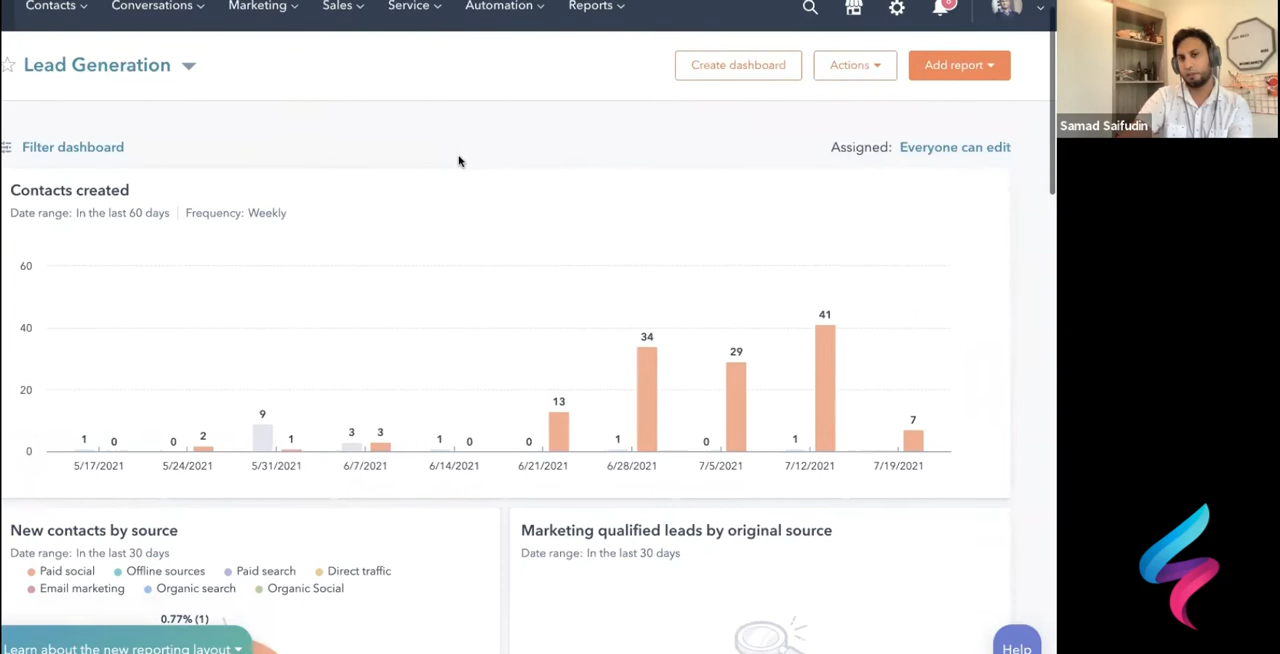 Contacts Conversations Marketing Sales Service Automation Reports
Lead Generation
Create dashboard Actions Add report
Samad Saifudin
Filter dashboard Assigned: Everyone can edit
Contacts created
Date range: In the last 60 days Frequency: Weekly
60
40
20
0
1 0 0 2 9 1 3 3 1 0 0 13 1 34 0 29 1 41 7
5/17/2021 5/24/2021 5/31/2021 6/7/2021 6/14/2021 6/21/2021 6/28/2021 7/5/2021 7/12/2021 7/19/2021
New contacts by source
Date range: In the last 30 days
Paid social Offline sources Paid search Direct traffic
Email marketing Organic search Organic Social
0.77% (1)
Learn about the new reporting layout
Marketing qualified leads by original source
Date range: In the last 30 days
Help